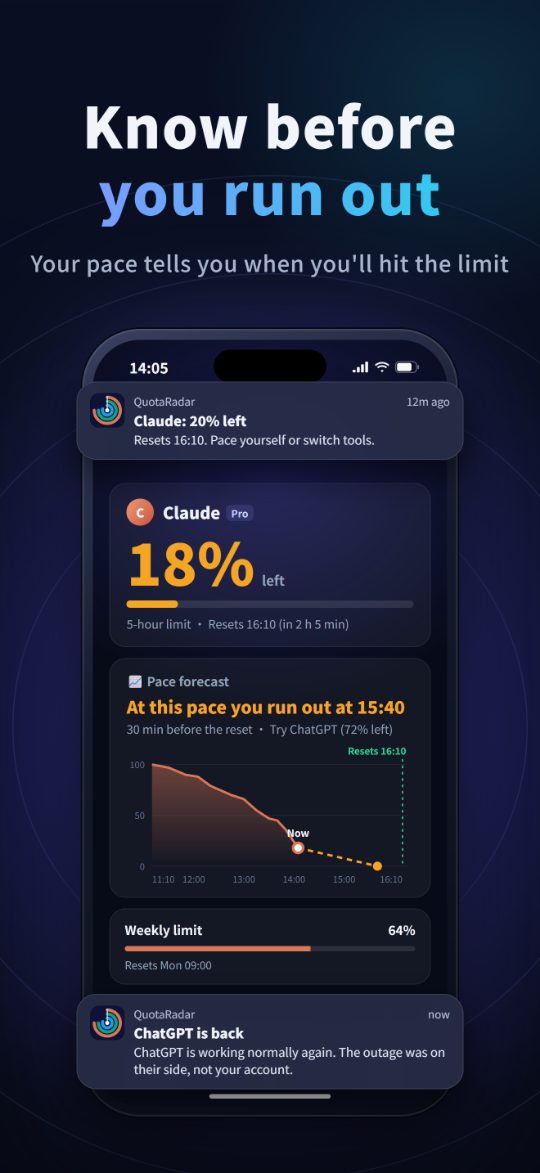 Know before
you run out
Your pace tells you when you'll hit the limit
14:05
QuotaRadar 12m ago
Claude: 20% left
Resets 16:10. Pace yourself or switch tools.
C Claude Pro
18% left
5-hour limit • Resets 16:10 (in 2 h 5 min)
Pace forecast
At this pace you run out at 15:40
30 min before the reset • Try ChatGPT (72% left)
Resets 16:10
100
50
Now
0
11:10 12:00 13:00 14:00 15:00 16:10
Weekly limit 64%
Resets Mon 09:00
QuotaRadar now
ChatGPT is back
ChatGPT is working normally again. The outage was on
their side, not your account.